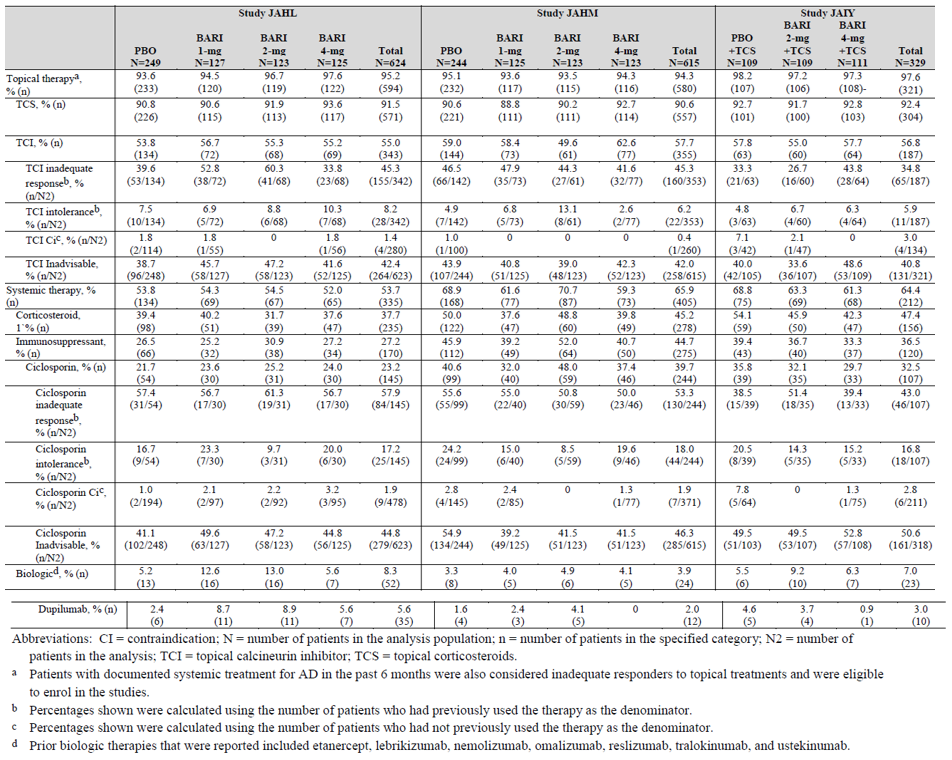 Study JAHL Study JAHM Study JAIY
PBO N=249 BARI 1-mg N=127 BARI 2-mg N=123 BARI 4-mg N=125 Total N=624 PBO N=244 BARI 1-mg N=125 BARI 2-mg N=123 BARI 4-mg N=123 Total N=615 PBO +TCS N=109 BARI 2-mg +TCS N=109 BARI 4-mg +TCS N=111 Total N=329
Topical therapya, 93.6 94.5 96.7 97.6 95.2 95.1 93.6 93.5 94.3 94.3 98.2 97.2 97.3 97.6
% (n) (233) (120) (119) (122) (594) (232) (117) (115) (116) (580) (107) (106) (108)- (321)
TCS, % (n) 90.8 90.6 91.9 93.6 91.5 90.6 88.8 90.2 92.7 90.6 92.7 91.7 92.8 92.4
(226) (115) (113) (117) (571) (221) (111) (111) (114) (557) (101) (100) (103) (304)
TCI, % (n) 53.8 56.7 55.3 55.2 55.0 59.0 58.4 49.6 62.6 57.7 57.8 55.0 57.7 56.8
(134) (72) (68) (69) (343) (144) (73) (61) (77) (355) (63) (60) (64) (187)
TCI inadequate 39.6 52.8 60.3 33.8 45.3 46.5 47.9 44.3 41.6 45.3 33.3 26.7 43.8 34.8
responseb, % (53/134) (38/72) (41/68) (23/68) (155/342) (66/142) (35/73) (27/61) (32/77) (160/353) (21/63) (16/60) (28/64) (65/187)
(n/N2)
TCI intoleranceb, 7.5 6.9 8.8 10.3 8.2 4.9 6.8 13.1 2.6 6.2 4.8 6.7 6.3 5.9
% (n/N2) (10/134) (5/72) (6/68) (7/68) (28/342) (7/142) (5/73) (8/61) (2/77) (22/353) (3/63) (4/60) (4/64) (11/187)
TCI Cic, % (n/N2) 1.8 1.8 0 1.8 1.4 1.0 0 0 0 0.4 7.1 2.1 0 3.0
(2/114) (1/55) (1/56) (4/280) (1/100) (1/260) (3/42) (1/47) (4/134)
TCI Inadvisable, 38.7 45.7 47.2 41.6 42.4 43.9 40.8 39.0 42.3 42.0 40.0 33.6 48.6 40.8
% (n/N2) (96/248) (58/127) (58/123) (52/125) (264/623) (107/244) (51/125) (48/123) (52/123) (258/615) (42/105) (36/107) (53/109) (131/321)
Systemic therapy, % 53.8 54.3 54.5 52.0 53.7 68.9 61.6 70.7 59.3 65.9 68.8 63.3 61.3 64.4
(n) (134) (69) (67) (65) (335) (168) (77) (87) (73) (405) (75) (69) (68) (212)
Corticosteroid, 39.4 40.2 31.7 37.6 37.7 50.0 37.6 48.8 39.8 45.2 54.1 45.9 42.3 47.4
1`% (n) (98) (51) (39) (47) (235) (122) (47) (60) (49) (278) (59) (50) (47) (156)
Immunosuppressant, 26.5 25.2 30.9 27.2 27.2 45.9 39.2 52.0 40.7 44.7 39.4 36.7 33.3 36.5
% (n) (66) (32) (38) (34) (170) (112) (49) (64) (50) (275) (43) (40) (37) (120)
Ciclosporin, % (n) 21.7 23.6 25.2 24.0 23.2 40.6 32.0 48.0 37.4 39.7 35.8 32.1 29.7 32.5
(54) (30) (31) (30) (145) (99) (40) (59) (46) (244) (39) (35) (33) (107)
Ciclosporin 57.4 56.7 61.3 56.7 57.9 55.6 55.0 50.8 50.0 53.3 38.5 51.4 39.4 43.0
inadequate (31/54) (17/30) (19/31) (17/30) (84/145) (55/99) (22/40) (30/59) (23/46) (130/244) (15/39) (18/35) (13/33) (46/107)
responseb,
% (n/N2)
Ciclosporin 16.7 23.3 9.7 20.0 17.2 24.2 15.0 8.5 19.6 18.0 20.5 14.3 15.2 16.8
intoleranceb, (9/54) (7/30) (3/31) (6/30) (25/145) (24/99) (6/40) (5/59) (9/46) (44/244) (8/39) (5/35) (5/33) (18/107)
% (n/N2)
Ciclosporin Cic, 1.0 2.1 2.2 3.2 1.9 2.8 2.4 0 1.3 1.9 7.8 0 1.3 2.8
% (n/N2) (2/194) (2/97) (2/92) (3/95) (9/478) (4/145) (2/85) (1/77) (7/371) (5/64) (1/75) (6/211)
Ciclosporin 41.1 49.6 47.2 44.8 44.8 54.9 39.2 41.5 41.5 46.3 49.5 49.5 52.8 50.6
Inadvisable, % (102/248) (63/127) (58/123) (56/125) (279/623) (134/244) (49/125) (51/123) (51/123) (285/615) (51/103) (53/107) (57/108) (161/318)
(n/N2)
Biologicd, % (n) 5.2 12.6 13.0 5.6 8.3 3.3 4.0 4.9 4.1 3.9 5.5 9.2 6.3 7.0
(13) (16) (16) (7) (52) (8) (5) (6) (5) (24) (6) (10) (7) (23)
Dupilumab, % (n) 2.4 8.7 8.9 5.6 5.6 1.6 2.4 4.1 0 2.0 4.6 3.7 0.9 3.0
(6) (11) (11) (7) (35) (4) (3) (5) (12) (5) (4) (1) (10)
Abbreviations: CI = contraindication; N = number of patients in the analysis population; n = number of patients in the specified category; N2 = number of
patients in the analysis; TCI = topical calcineurin inhibitor; TCS = topical corticosteroids.
a Patients with documented systemic treatment for AD in the past 6 months were also considered inadequate responders to topical treatments and were eligible
to enrol in the studies.
b Percentages shown were calculated using the number of patients who had previously used the therapy as the denominator.
c Percentages shown were calculated using the number of patients who had not previously used the therapy as the denominator.
d Prior biologic therapies that were reported included etanercept, lebrikizumab, nemolizumab, omalizumab, reslizumab, tralokinumab, and ustekinumab.